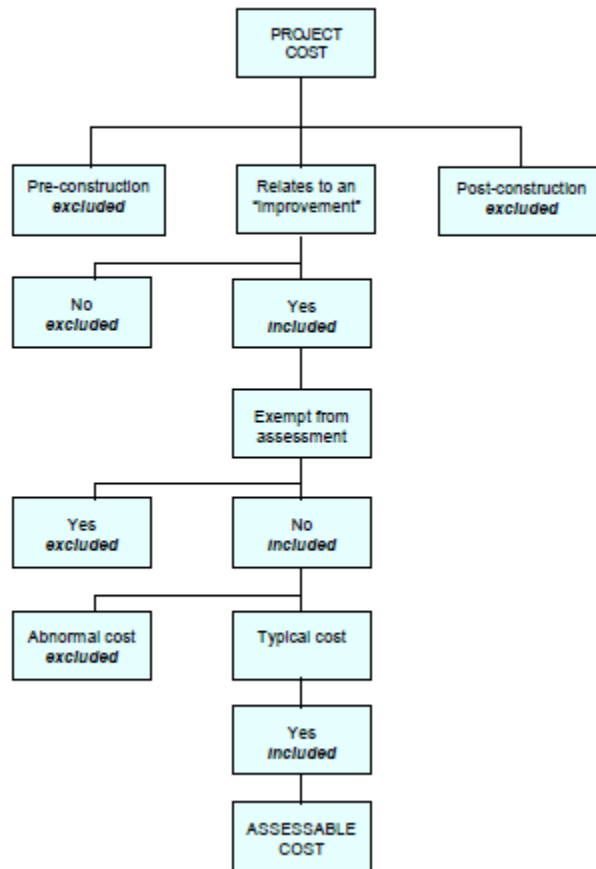 PROJECT
COST
Pre-construction
excluded
Relates to an
"improvement"
Post-construction
excluded
No
excluded
Yes
included
Exempt from
assessment
Yes
excluded
No
included
Abnormal cost
excluded
Typical cost
Yes
included
ASSESSABLE
COST